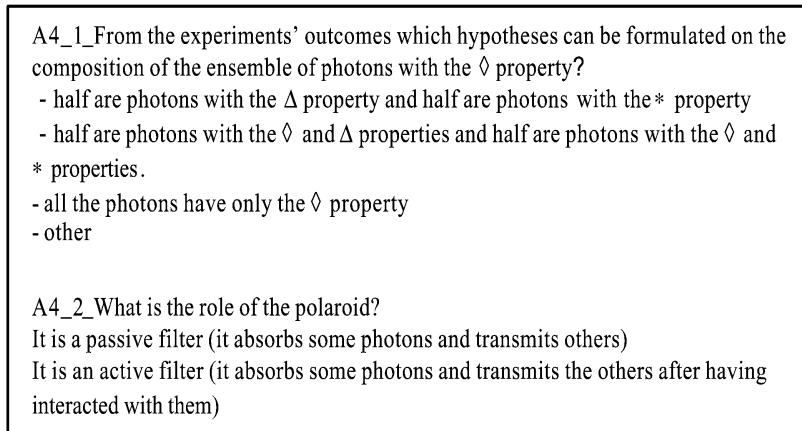 A4_1_From the experiments’ outcomes which hypotheses can be formulated on the
composition of the ensemble of photons with the ◊ property?
- half are photons with the Δ property and half are photons with the * property
- half are photons with the ◊ and Δ properties and half are photons with the ◊ and
* properties.
- all the photons have only the ◊ property
- other
A4_2_What is the role of the polaroid?
It is a passive filter (it absorbs some photons and transmits others)
It is an active filter (it absorbs some photons and transmits the others after having
interacted with them)